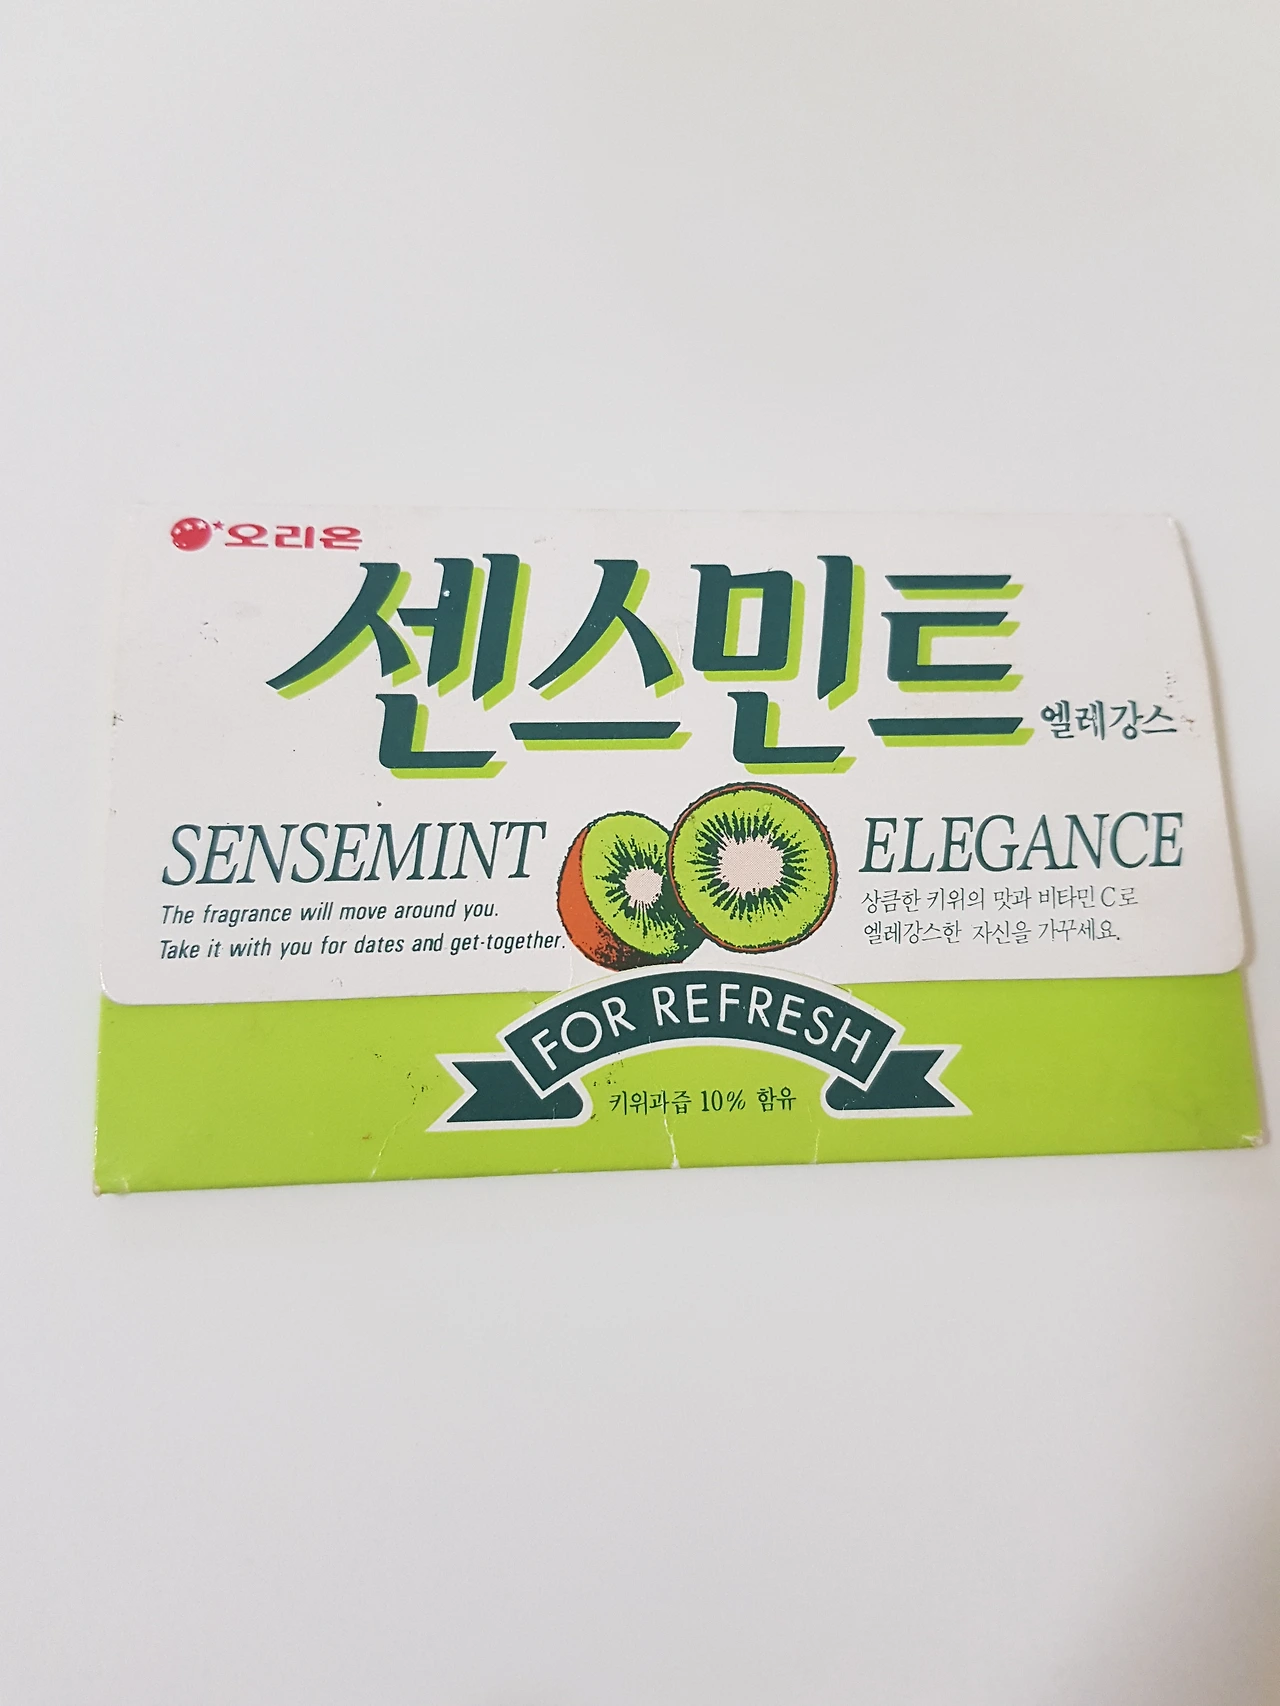 오리온
센스민트
엘레강스
SENSEMINT
The fragrance will move around you.
Take it with you for dates and get-together.
ELEGANCE
상큼한 키위의 맛과 비타민C로
엘레강스한 자신을 가꾸세요.
FOR REFRESH
키위과즙 10% 함유